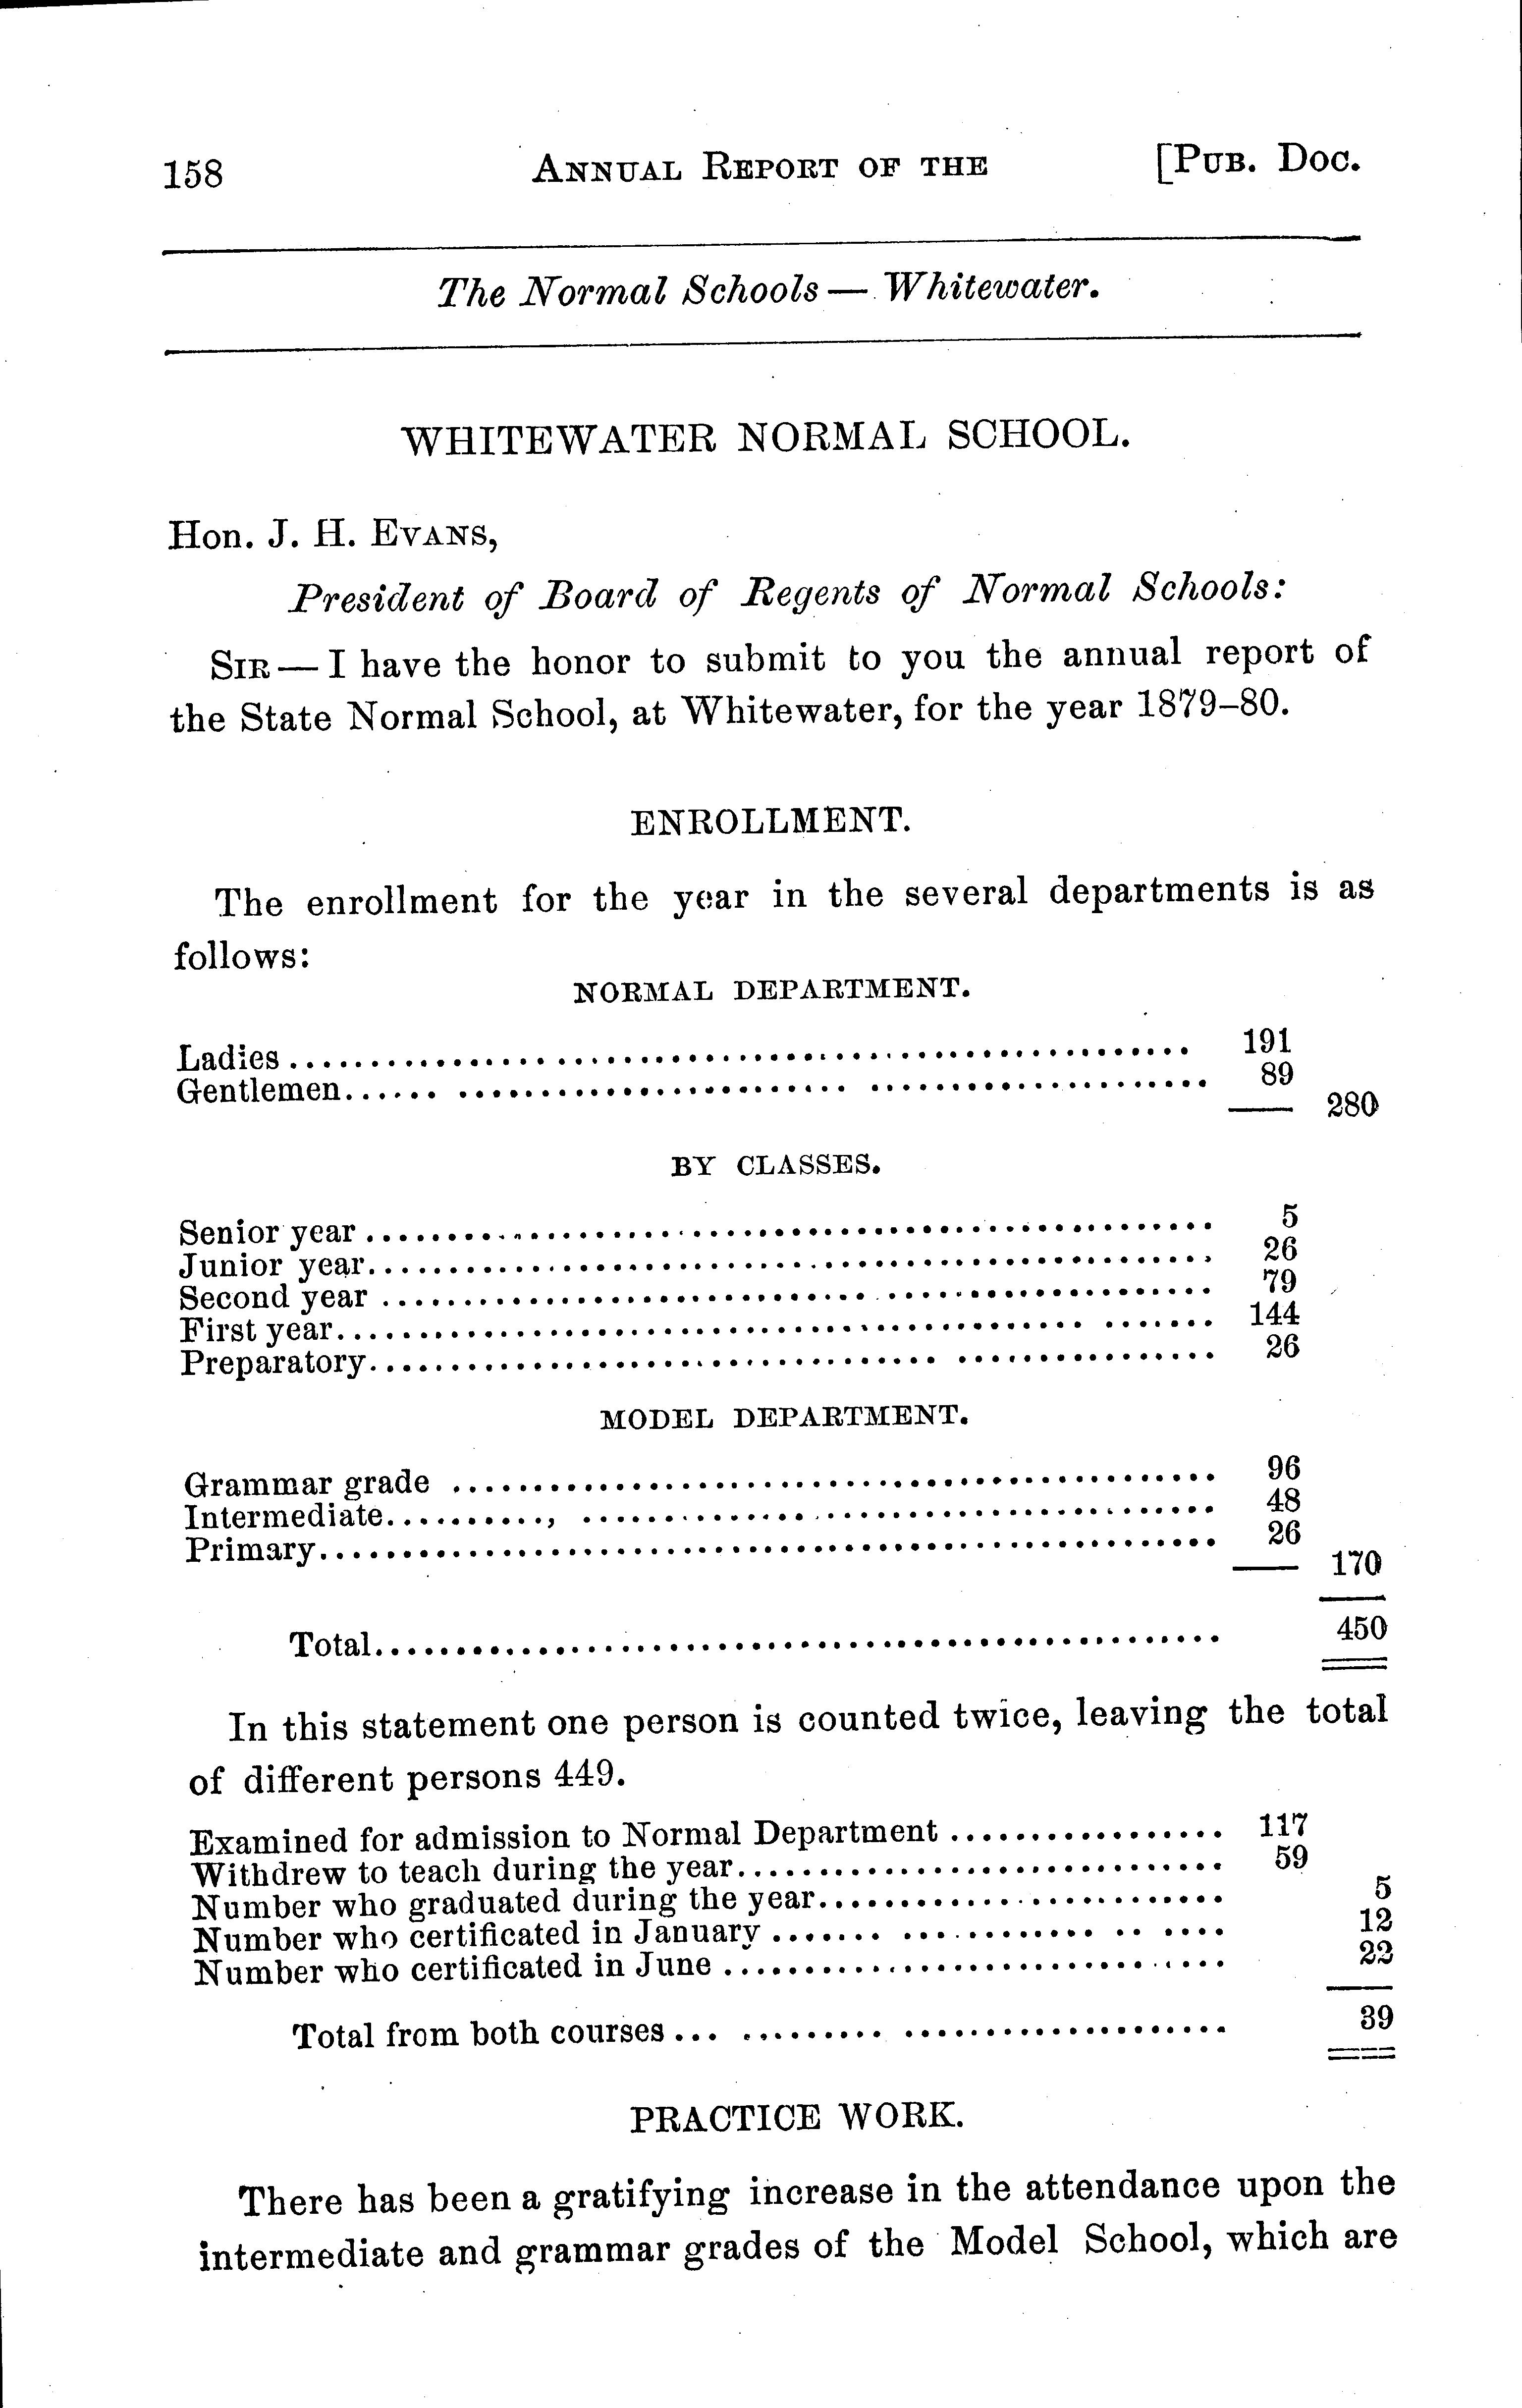 158 ANNUAL REPORT OF THE [PUB. DOC.
The Normal Schools — Whitewater.
WHITEWATER NORMAL SCHOOL.
Hon. J. H. EVANS,
President of Board of Regents of Normal Schools:
SIR — I have the honor to submit to you the annual report of
the State Normal School, at Whitewater, for the year 1879–80.
ENROLLMENT.
The enrollment for the year in the several departments is as
follows:
NORMAL DEPARTMENT.
Ladies ........................................ 191
Gentlemen ........................................ 89
280
BY CLASSES.
Senior year ........................................ 5
Junior year ........................................ 26
Second year ........................................ 79
First year ........................................ 144
Preparatory ........................................ 26
MODEL DEPARTMENT.
Grammar grade ........................................ 96
Intermediate ........................................ 48
Primary ........................................ 26
170
Total ........................................ 450
In this statement one person is counted twice, leaving the total
of different persons 449.
Examined for admission to Normal Department ................. 117
Withdrew to teach during the year .............................. 59
Number who graduated during the year ......................... 5
Number who certificated in January ......................... 12
Number who certificated in June .............................. 22
Total from both courses .............................. 39
PRACTICE WORK.
There has been a gratifying increase in the attendance upon the
intermediate and grammar grades of the Model School, which are